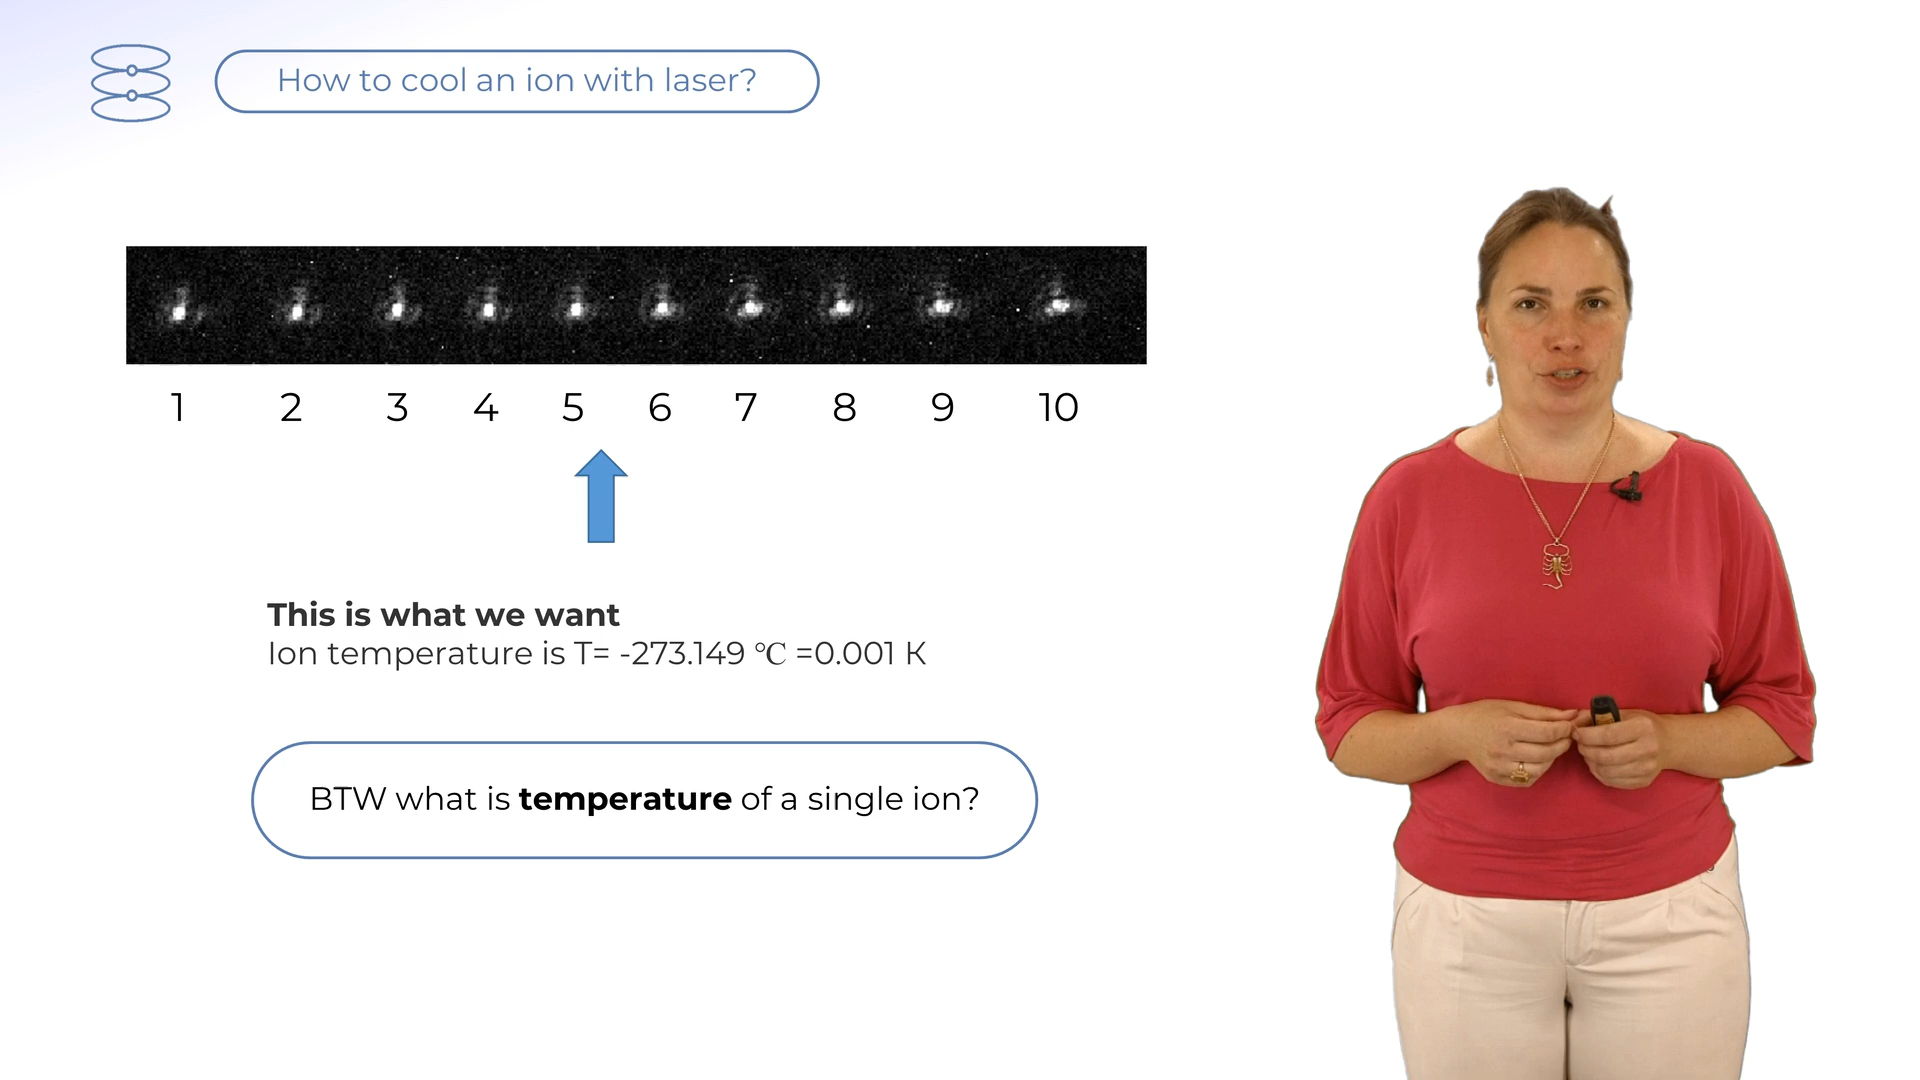 How to cool an ion with laser?
1 2 3 4 5 6 7 8 9 10
This is what we want
Ion temperature is T= -273.149 ℃ =0.001 K
BTW what is temperature of a single ion?